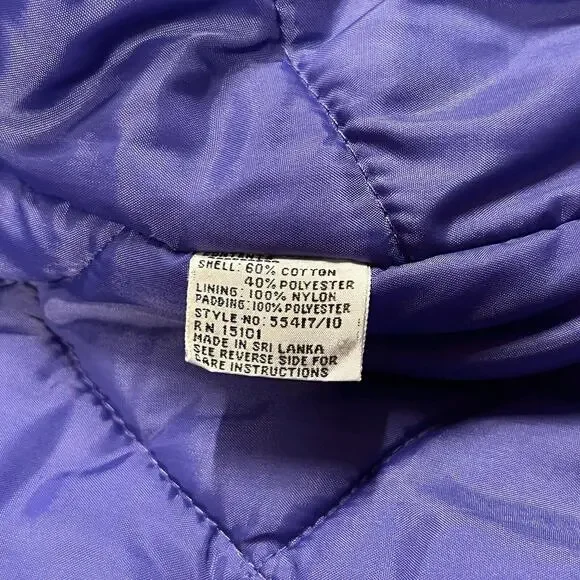 SHELL: 60% COTTON
40% POLYESTER
LINING: 100% NYLON
PADDING: 100% POLYESTER
STYLE NO: 55417/10
RN 15101
MADE IN SRI LANKA
SEE REVERSE SIDE FOR
CARE INSTRUCTIONS